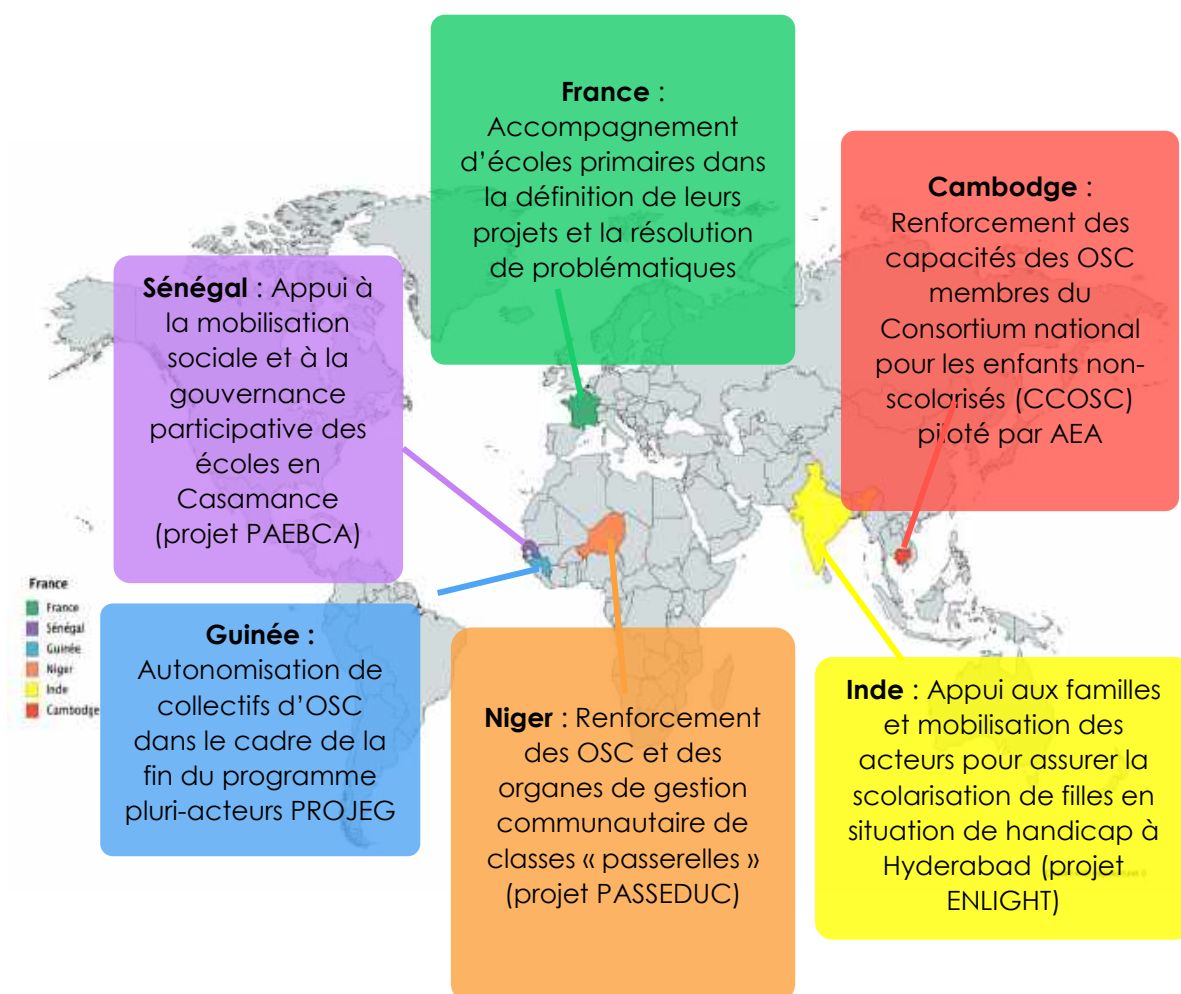 France :
Accompagnement
d’écoles primaires dans
la définition de leurs
projets et la résolution
de problématiques
Cambodge :
Renforcement des
capacités des OSC
membres du
Consortium national
pour les enfants non-
scolarisés (CCOSC)
piloté par AEA
Sénégal : Appui à
la mobilisation
sociale et à la
gouvernance
participative des
écoles en
Casamance
(projet PAEBCA)
France
France
Sénégal
Guinée
Niger
Inde
Cambodge
Guinée :
Autonomisation de
collectifs d’OSC
dans le cadre de la
fin du programme
pluri-acteurs PROJEG
Niger : Renforcement
des OSC et des
organes de gestion
communautaire de
classes « passerelles »
(projet PASSEDUC)
Inde : Appui aux familles
et mobilisation des
acteurs pour assurer la
scolarisation de filles en
situation de handicap à
Hyderabad (projet
ENLIGHT)